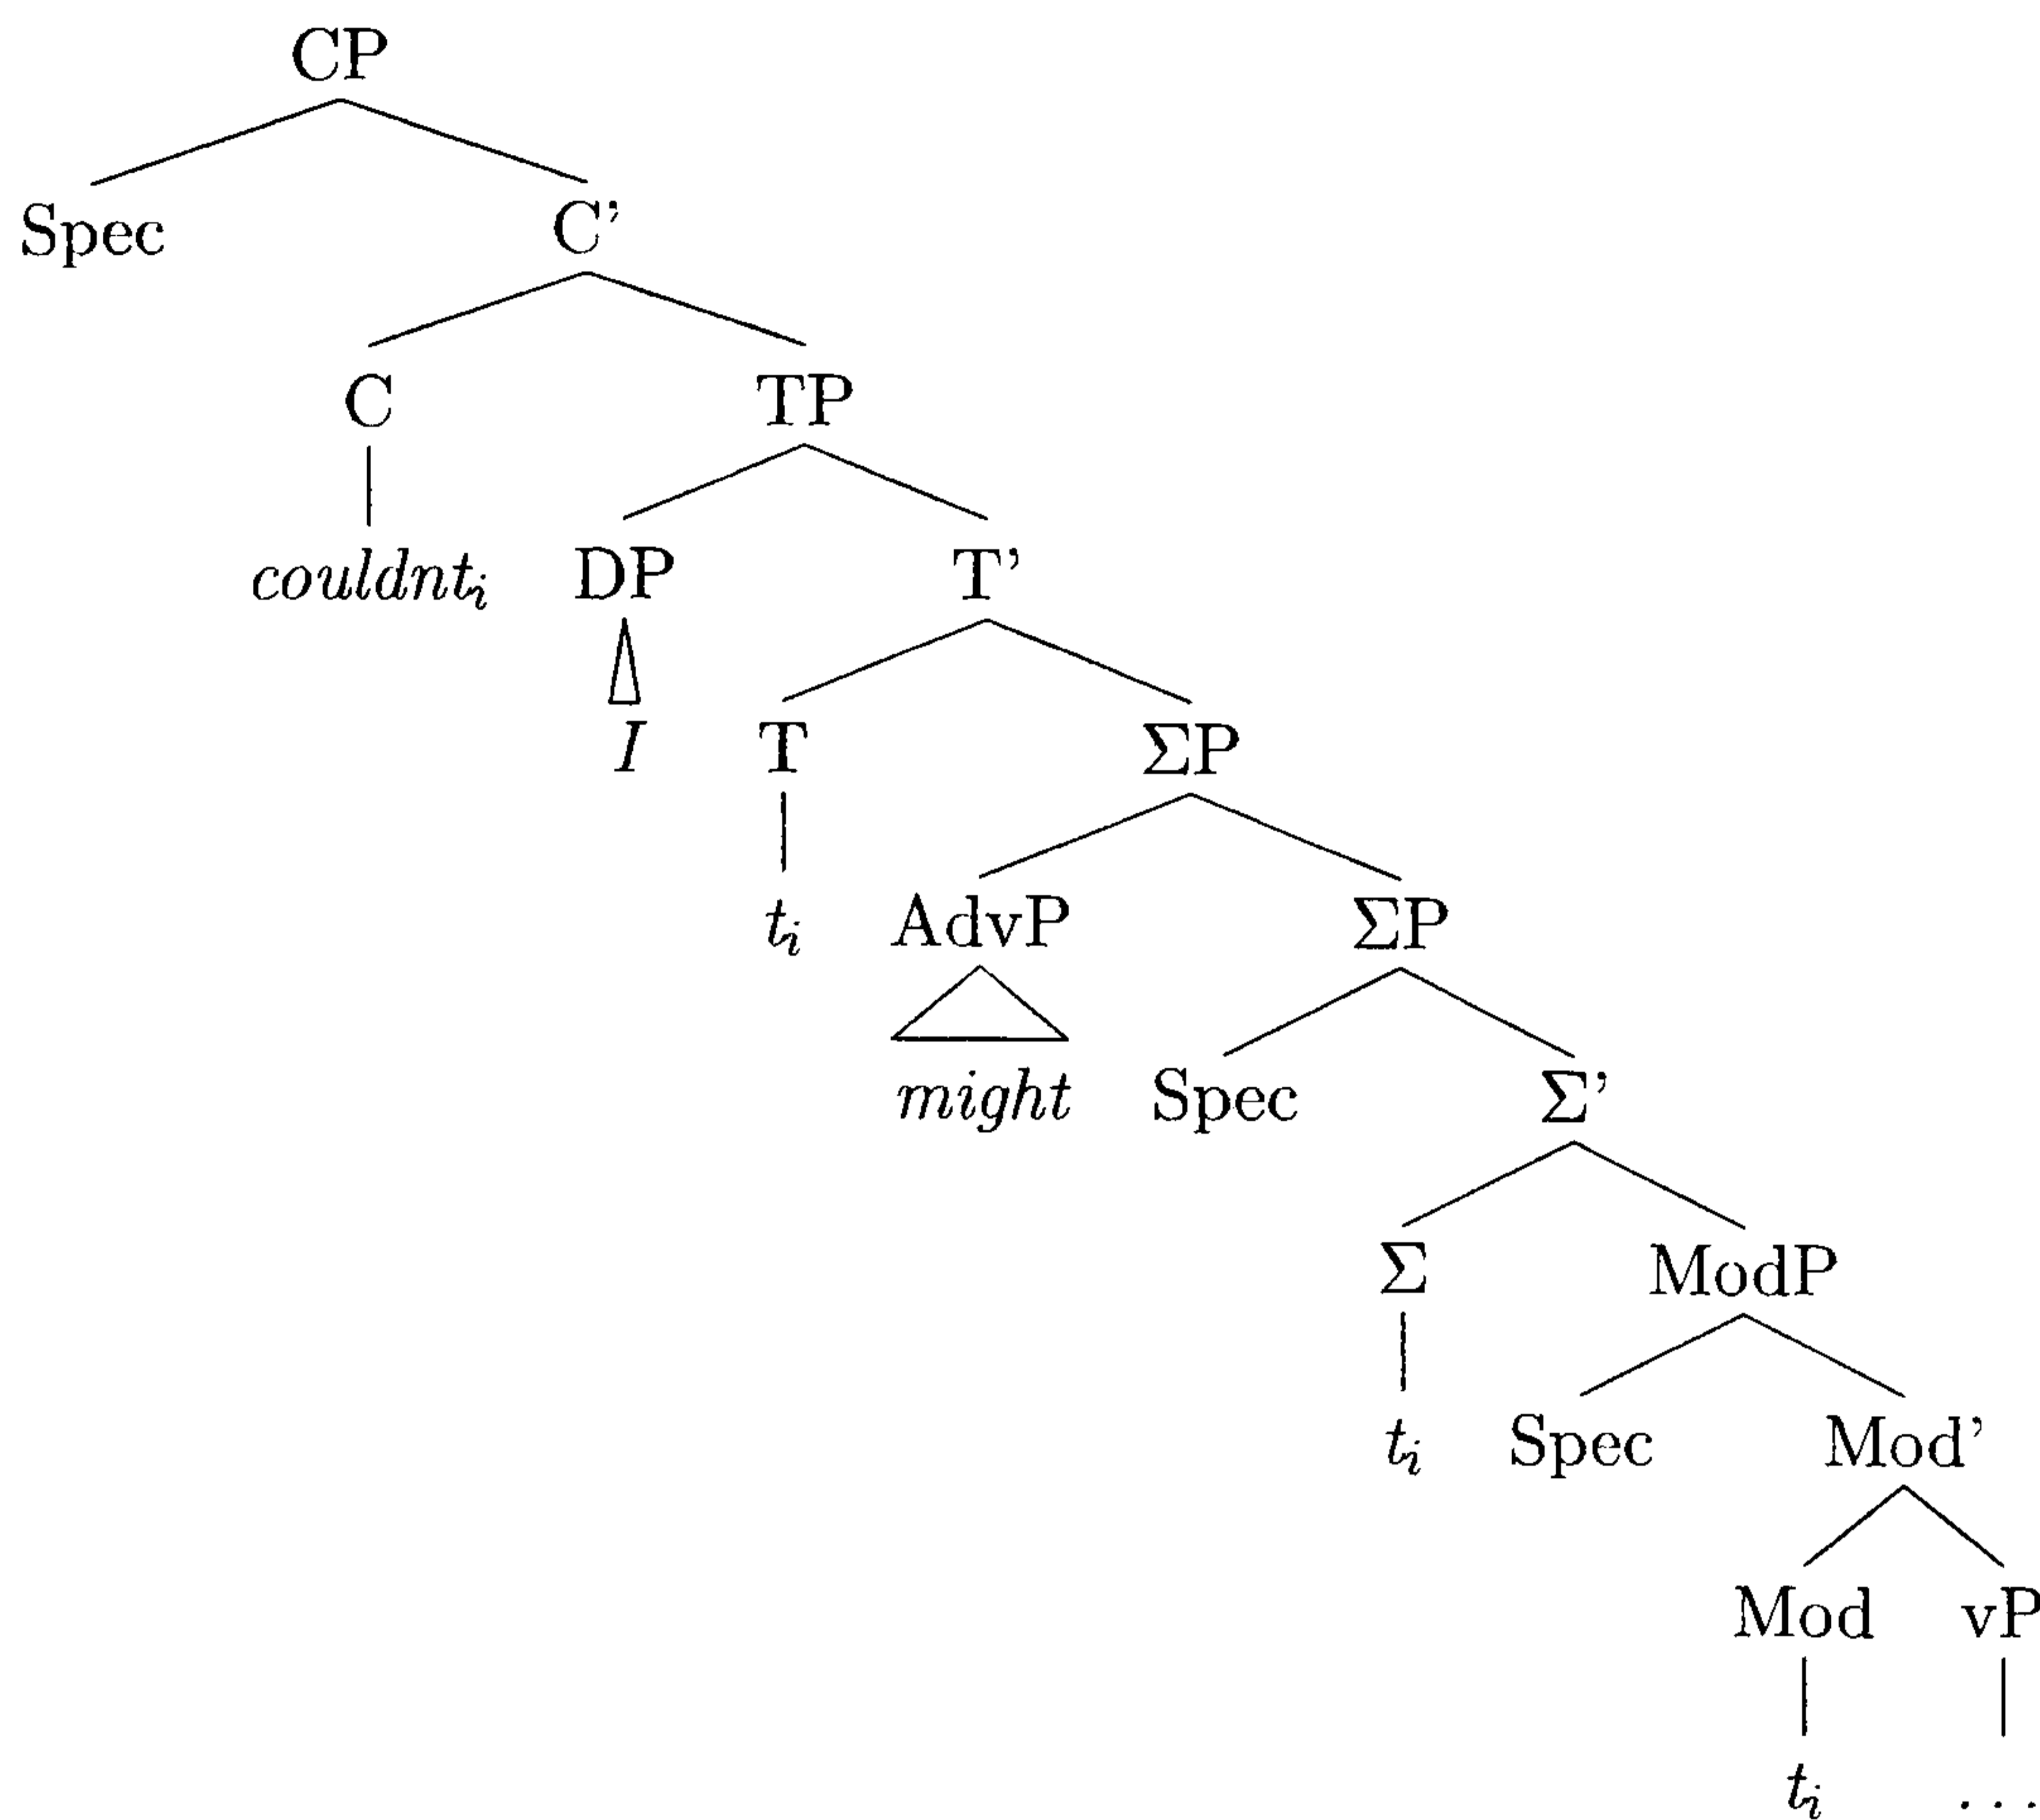 CP
Spec C'
C TP
couldnt_i DP T'
I T ΣP
t_i AdvP ΣP
might Spec Σ'
Σ ModP
t_i Spec Mod'
Mod vP
t_i ...